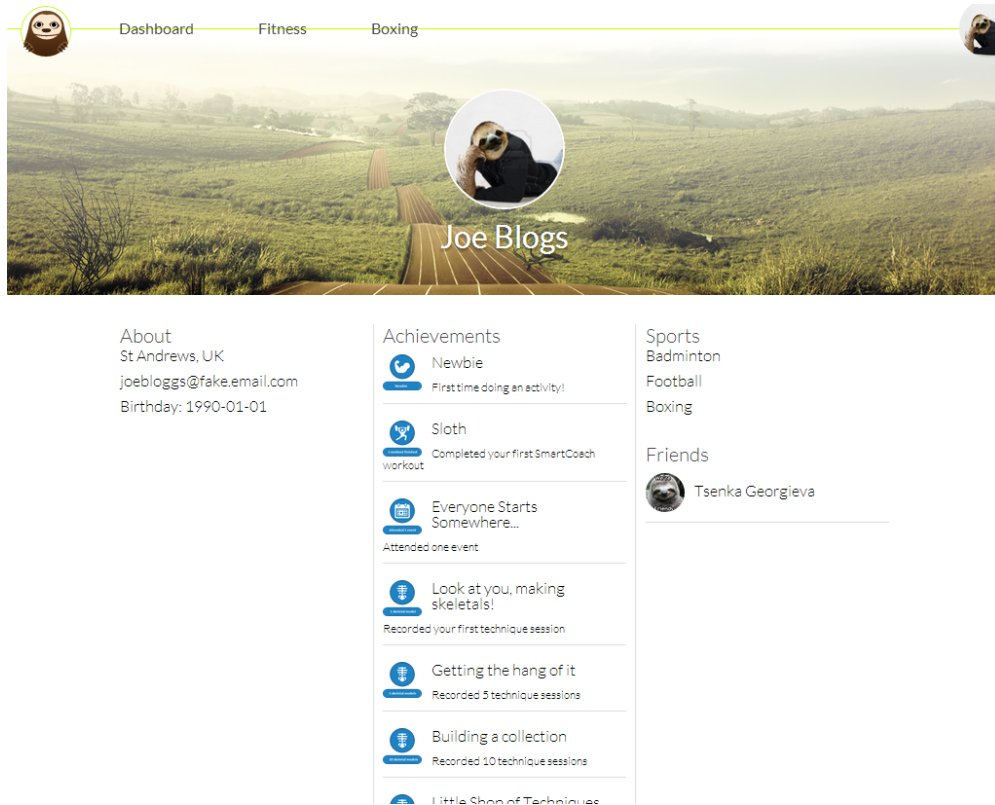 Dashboard
Fitness
Boxing
Joe Blogs
About
St Andrews, UK
joebloggs@fake.email.com
Birthday: 1990-01-01
Achievements
Newbie
Newbie
First time doing an activity!
Sloth
Completed your first SmartCoach
workout
Everyone Starts
Somewhere...
Attended one event
Look at you, making
skeletals!
Recorded your first technique session
Getting the hang of it
Recorded 5 technique sessions
Building a collection
Recorded 10 technique sessions
Little Shop of Techniques
Sports
Badminton
Football
Boxing
Friends
Tsenka Georgieva